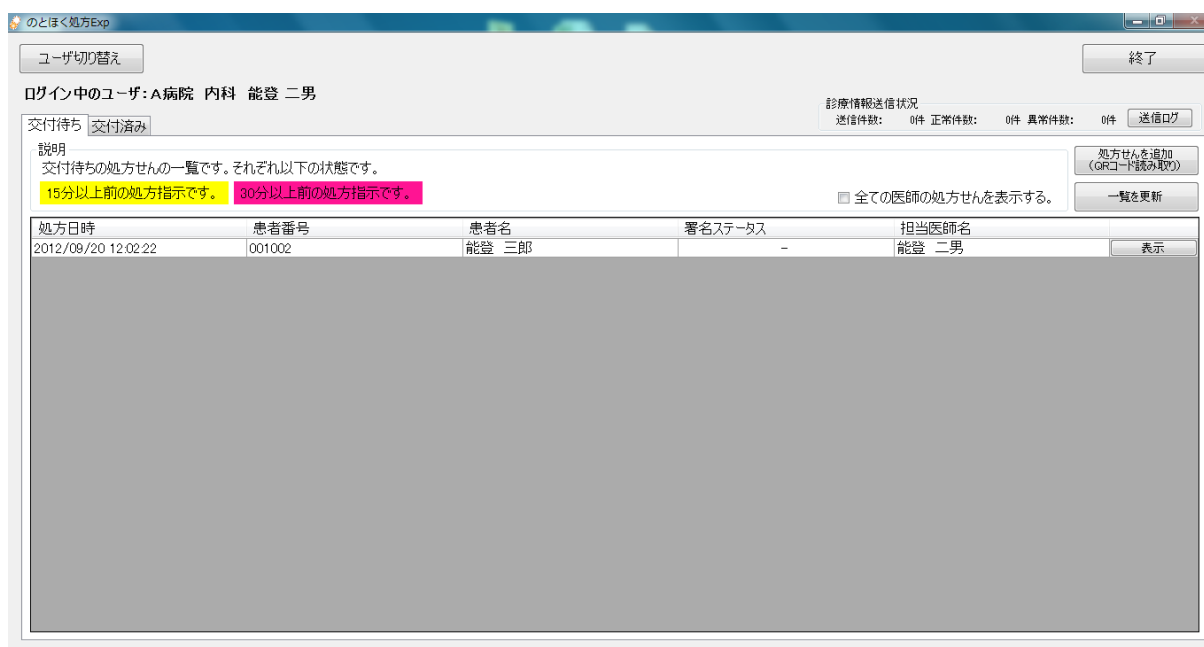 のとほく処方Exp
ユーザ切り替え 終了
ログイン中のユーザ：A病院 内科 能登 二男
診療情報送信状況
送信件数： 0件 正常件数： 0件 異常件数： 0件 送信ログ
交付待ち 交付済み
説明
交付待ちの処方せんの一覧です。それぞれ以下の状態です。
処方せんを追加
(QRコード読み取り)
15分以上前の処方指示です。 30分以上前の処方指示です。
全ての医師の処方せんを表示する。 一覧を更新
処方日時 患者番号 患者名 署名ステータス 担当医師名
2012/09/20 12:02:22 001002 能登 三郎 － 能登 二男 表示